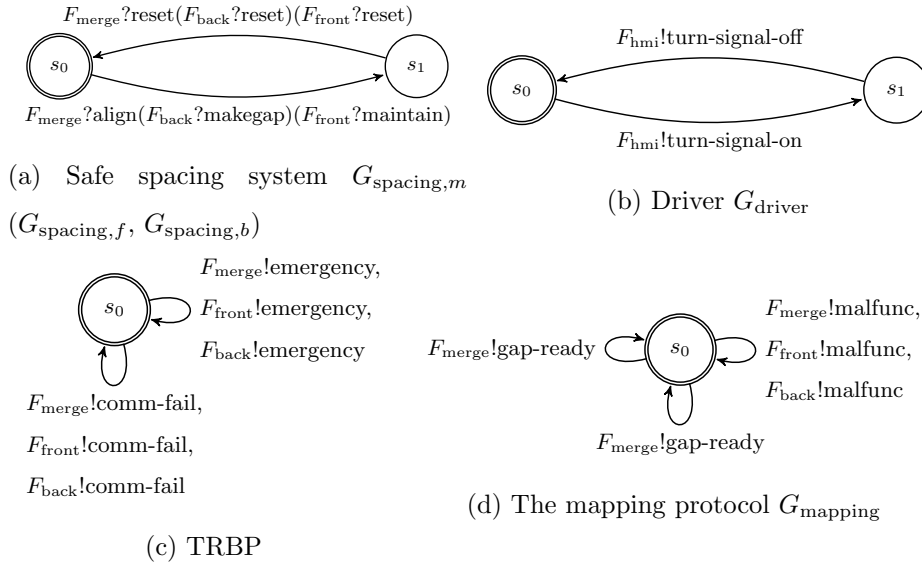 F_merge?reset(F_back?reset)(F_front?reset)
s_0
s_1
F_merge?align(F_back?makegap)(F_front?maintain)
(a) Safe spacing system G_spacing,m
(G_spacing,f, G_spacing,b)
F_hmi!turn-signal-off
s_0
s_1
F_hmi!turn-signal-on
(b) Driver G_driver
s_0
F_merge!emergency,
F_front!emergency,
F_back!emergency
F_merge!comm-fail,
F_front!comm-fail,
F_back!comm-fail
(c) TRBP
F_merge!gap-ready
s_0
F_merge!malfunc,
F_front!malfunc,
F_back!malfunc
F_merge!gap-ready
(d) The mapping protocol G_mapping